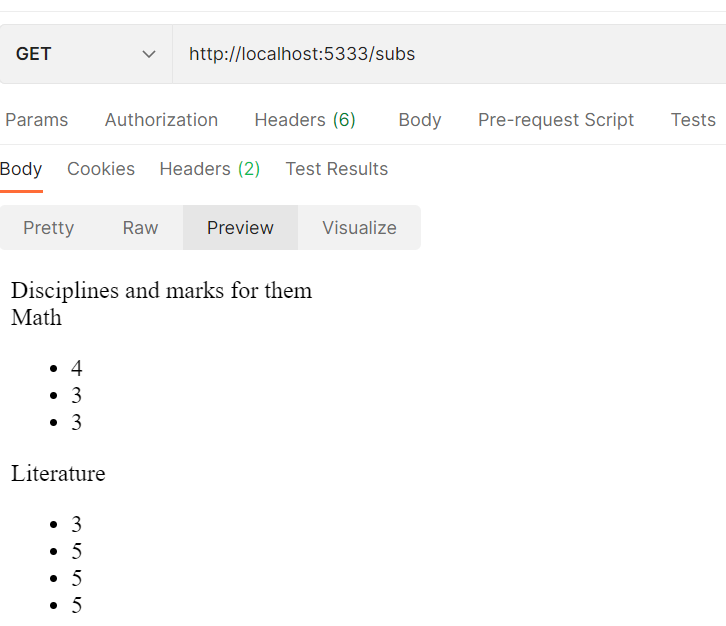 GET http://localhost:5333/subs
Params Authorization Headers (6) Body Pre-request Script Tests
Body Cookies Headers (2) Test Results
Pretty Raw Preview Visualize
Disciplines and marks for them
Math
• 4
• 3
• 3
Literature
• 3
• 5
• 5
• 5